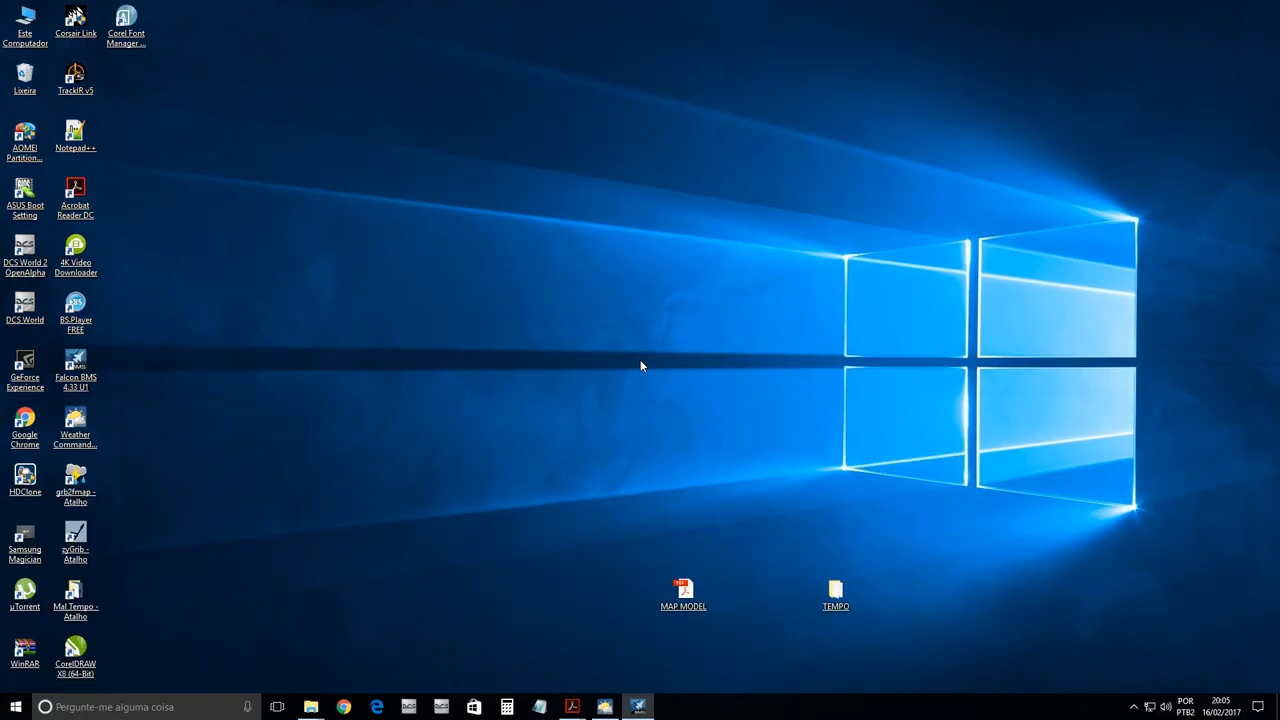 Este
Computador
Corsair Link
Corel Font
Manager ...
Lixeira
TrackIR v5
AOMEI
Partition...
Notepad++
ASUS Boot
Setting
Acrobat
Reader DC
DCS World 2
OpenAlpha
4K Video
Downloader
DCS World
BS.Player
FREE
GeForce
Experience
Falcon BMS
4.33 U1
Google
Chrome
Weather
Command...
HDClone
grb2fmap -
Atalho
Samsung
Magician
zyGrib -
Atalho
µTorrent
Mal Tempo -
Atalho
MAP MODEL
TEMPO
WinRAR
CorelDRAW
X8 (64-Bit)
Pergunte-me alguma coisa
POR
PTB2
20:05
16/02/2017